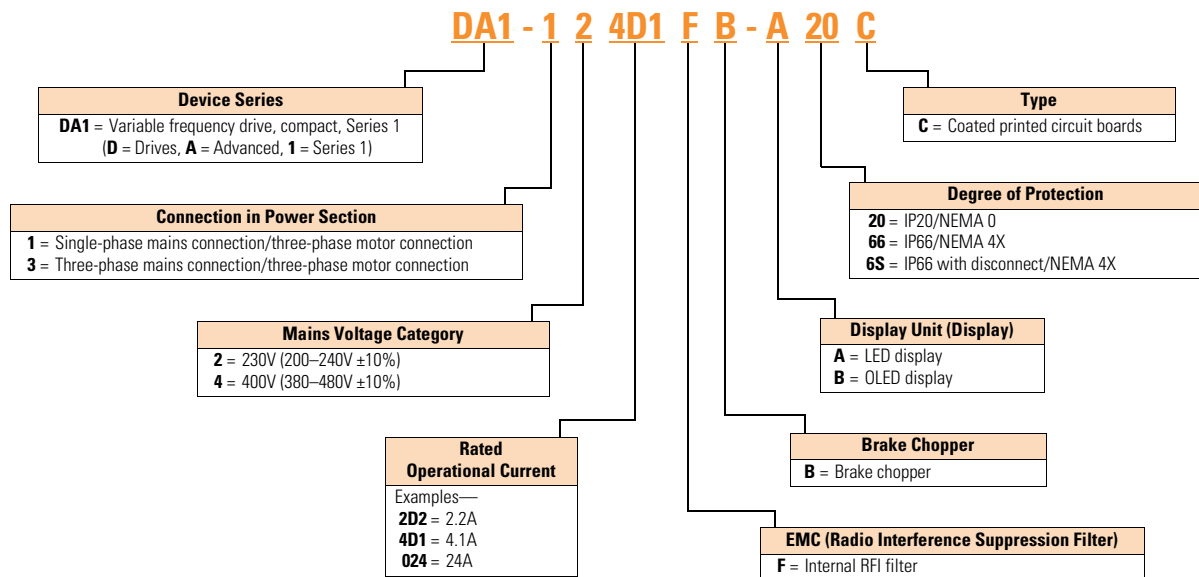 DA1 - 1 2 4D1 F B - A 20 C
Device Series
DA1 = Variable frequency drive, compact, Series 1
(D = Drives, A = Advanced, 1 = Series 1)
Connection in Power Section
1 = Single-phase mains connection/three-phase motor connection
3 = Three-phase mains connection/three-phase motor connection
Mains Voltage Category
2 = 230V (200–240V ±10%)
4 = 400V (380–480V ±10%)
Rated
Operational Current
Examples—
2D2 = 2.2A
4D1 = 4.1A
024 = 24A
Type
C = Coated printed circuit boards
Degree of Protection
20 = IP20/NEMA 0
66 = IP66/NEMA 4X
6S = IP66 with disconnect/NEMA 4X
Display Unit (Display)
A = LED display
B = OLED display
Brake Chopper
B = Brake chopper
EMC (Radio Interference Suppression Filter)
F = Internal RFI filter